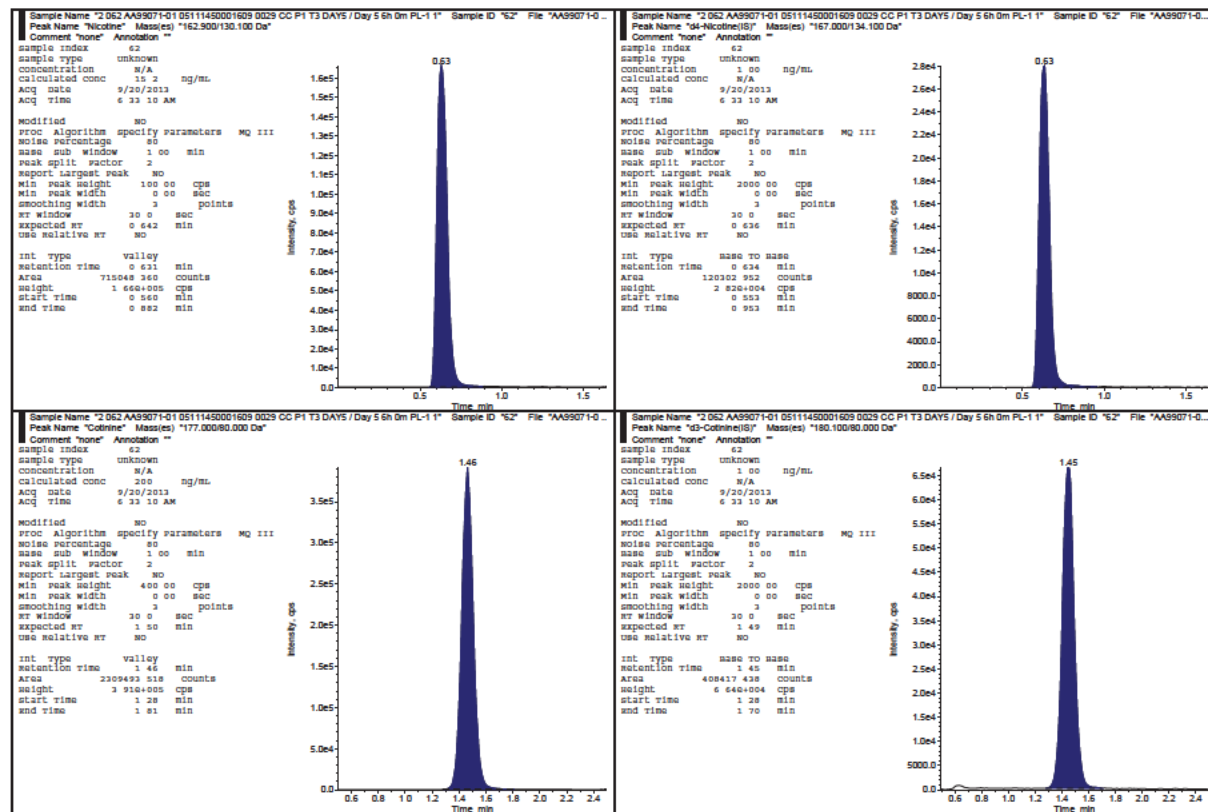 Sample Name "2 062 AA99071-01 05111450001609 0029 CC P1 T3 DAY5 / Day 5 6h 0m PL-1 1" Sample ID "62" File "AA99071-0 ...
Peak Name "Nicotine" Mass(es) "162.900/130.100 Da"
Comment "none" Annotation ""
Sample Index 62
Sample Type Unknown
Concentration N/A
Calculated Conc 15 2 ng/mL
Acq Date 9/20/2013
Acq Time 6 33 10 AM
Modified NO
Proc Algorithm Specify Parameters MQ III
Noise Percentage 80
Base Sub Window 1 00 min
Peak Split Factor 2
Report Largest Peak NO
Min Peak Height 100 00 cps
Min Peak Width 0 00 sec
Smoothing Width 3 points
RT Window 30 0 sec
Expected RT 0 642 min
Use Relative RT NO
Int Type Valley
Retention Time 0 631 min
Area 715048 360 counts
Height 1 66e+005 cps
Start Time 0 560 min
End Time 0 882 min
0.63
Intensity, cps
1.6e5
1.5e5
1.4e5
1.3e5
1.2e5
1.1e5
1.0e5
9.0e4
8.0e4
7.0e4
6.0e4
5.0e4
4.0e4
3.0e4
2.0e4
1.0e4
0.0
0.5 1.0 1.5
Time min
Sample Name "2 062 AA99071-01 05111450001609 0029 CC P1 T3 DAY5 / Day 5 6h 0m PL-1 1" Sample ID "62" File "AA99071-0...
Peak Name "d4-Nicotine(IS)" Mass(es) "167.000/134.100 Da"
Comment "none" Annotation ""
Sample Index 62
Sample Type Unknown
Concentration 1 00 ng/mL
Calculated Conc N/A
Acq Date 9/20/2013
Acq Time 6 33 10 AM
Modified NO
Proc Algorithm Specify Parameters MQ III
Noise Percentage 80
Base Sub Window 1 00 min
Peak Split Factor 2
Report Largest Peak NO
Min Peak Height 2000 00 cps
Min Peak Width 0 00 sec
Smoothing Width 3 points
RT Window 30 0 sec
Expected RT 0 636 min
Use Relative RT NO
Int Type Base To Base
Retention Time 0 634 min
Area 120302 952 counts
Height 2 82e+004 cps
Start Time 0 553 min
End Time 0 953 min
0.63
Intensity, cps
2.8e4
2.6e4
2.4e4
2.2e4
2.0e4
1.8e4
1.6e4
1.4e4
1.2e4
1.0e4
8000.0
6000.0
4000.0
2000.0
0.0
0.5 1.0 1.5
Time min
Sample Name "2 062 AA99071-01 05111450001609 0029 CC P1 T3 DAY5 / Day 5 6h 0m PL-1 1" Sample ID "62" File "AA99071-0 ...
Peak Name "Cotinine" Mass(es) "177.000/80.000 Da"
Comment "none" Annotation ""
Sample Index 62
Sample Type Unknown
Concentration N/A
Calculated Conc 200 ng/mL
Acq Date 9/20/2013
Acq Time 6 33 10 AM
Modified NO
Proc Algorithm Specify Parameters MQ III
Noise Percentage 80
Base Sub Window 1 00 min
Peak Split Factor 2
Report Largest Peak NO
Min Peak Height 400 00 cps
Min Peak Width 0 00 sec
Smoothing Width 3 points
RT Window 30 0 sec
Expected RT 1 50 min
Use Relative RT NO
Int Type Valley
Retention Time 1 46 min
Area 2309493 518 counts
Height 3 91e+005 cps
Start Time 1 28 min
End Time 1 81 min
1.46
Intensity, cps
3.5e5
3.0e5
2.5e5
2.0e5
1.5e5
1.0e5
5.0e4
0.0
0.6 0.8 1.0 1.2 1.4 1.6 1.8 2.0 2.2 2.4
Time min
Sample Name "2 062 AA99071-01 05111450001609 0029 CC P1 T3 DAY5 / Day 5 6h 0m PL-1 1" Sample ID "62" File "AA99071-0...
Peak Name "d3-Cotinine(IS)" Mass(es) "180.100/80.000 Da"
Comment "none" Annotation ""
Sample Index 62
Sample Type Unknown
Concentration 1 00 ng/mL
Calculated Conc N/A
Acq Date 9/20/2013
Acq Time 6 33 10 AM
Modified NO
Proc Algorithm Specify Parameters MQ III
Noise Percentage 80
Base Sub Window 1 00 min
Peak Split Factor 2
Report Largest Peak NO
Min Peak Height 2000 00 cps
Min Peak Width 0 00 sec
Smoothing Width 3 points
RT Window 30 0 sec
Expected RT 1 49 min
Use Relative RT NO
Int Type Base To Base
Retention Time 1 45 min
Area 408417 438 counts
Height 6 64e+004 cps
Start Time 1 28 min
End Time 1 70 min
1.45
Intensity, cps
6.5e4
6.0e4
5.5e4
5.0e4
4.5e4
4.0e4
3.5e4
3.0e4
2.5e4
2.0e4
1.5e4
1.0e4
5000.0
0.0
0.6 0.8 1.0 1.2 1.4 1.6 1.8 2.0 2.2 2.4
Time min